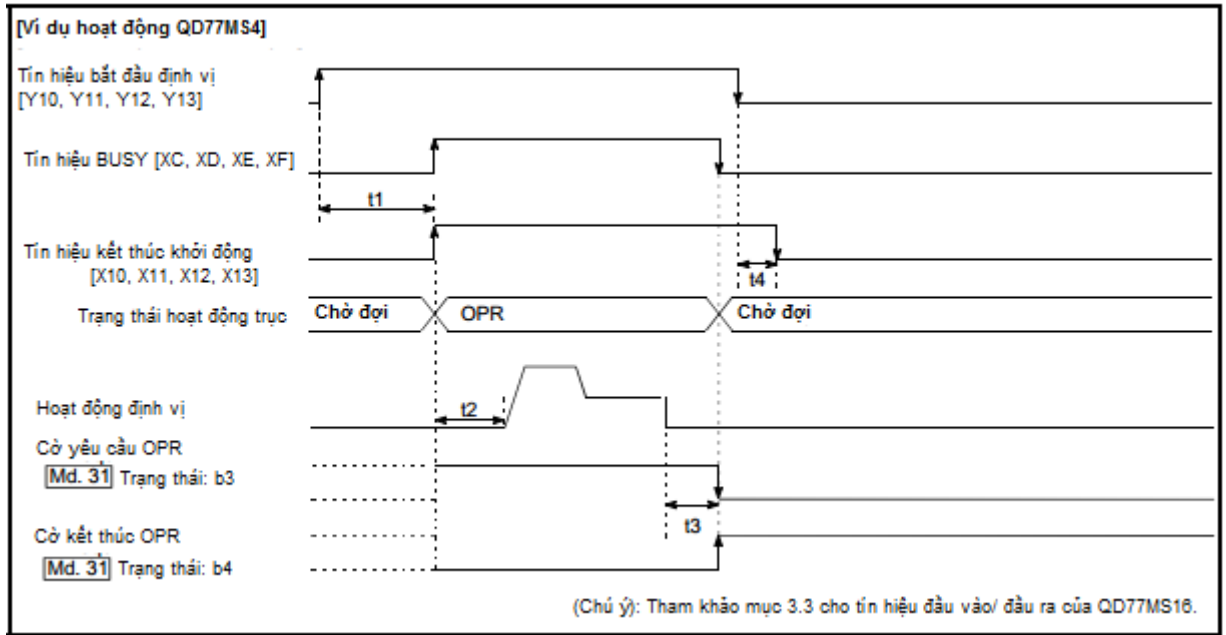 [Ví dụ hoạt động QD77MS4]
Tín hiệu bắt đầu định vị
[Y10, Y11, Y12, Y13]
Tín hiệu BUSY [XC, XD, XE, XF]
t1
Tín hiệu kết thúc khởi động
[X10, X11, X12, X13]
t4
Trạng thái hoạt động trục
Chờ đợi
OPR
Chờ đợi
Hoạt động định vị
t2
Cờ yêu cầu OPR
Md. 31 Trạng thái: b3
t3
Cờ kết thúc OPR
Md. 31 Trạng thái: b4
(Chú ý): Tham khảo mục 3.3 cho tín hiệu đầu vào/ đầu ra của QD77MS16.